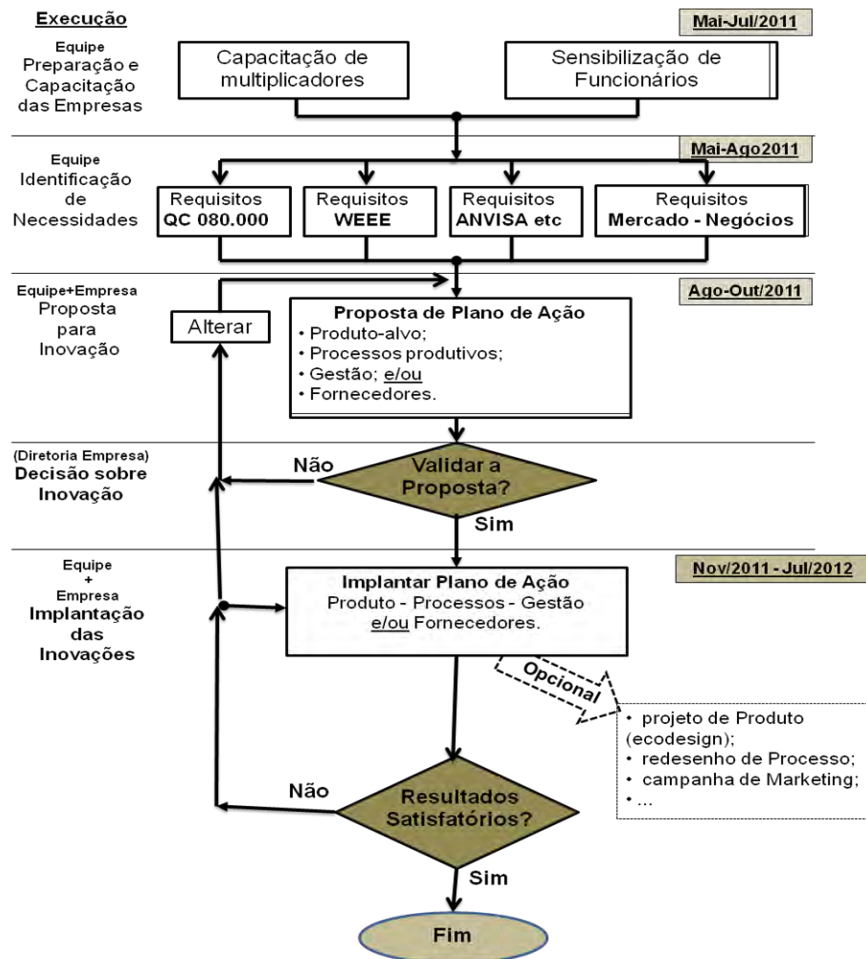 Execução
Mai-Jul/2011
Equipe
Preparação e
Capacitação
das Empresas
Capacitação de
multiplicadores
Sensibilização de
Funcionários
Mai-Ago2011
Equipe
Identificação
de
Necessidades
Requisitos
QC 080.000
Requisitos
WEEE
Requisitos
ANVISA etc
Requisitos
Mercado - Negócios
Ago-Out/2011
Equipe+Empresa
Proposta
para
Inovação
Alterar
Proposta de Plano de Ação
• Produto-alvo;
• Processos produtivos;
• Gestão; e/ou
• Fornecedores.
(Diretoria Empresa)
Decisão sobre
Inovação
Não
Validar a
Proposta?
Sim
Nov/2011 - Jul/2012
Equipe
+
Empresa
Implantação
das
Inovações
Implantar Plano de Ação
Produto - Processos - Gestão
e/ou Fornecedores.
Opcional
• projeto de Produto
(ecodesign);
• redesenho de Processo;
• campanha de Marketing;
• ...
Não
Resultados
Satisfatórios?
Sim
Fim